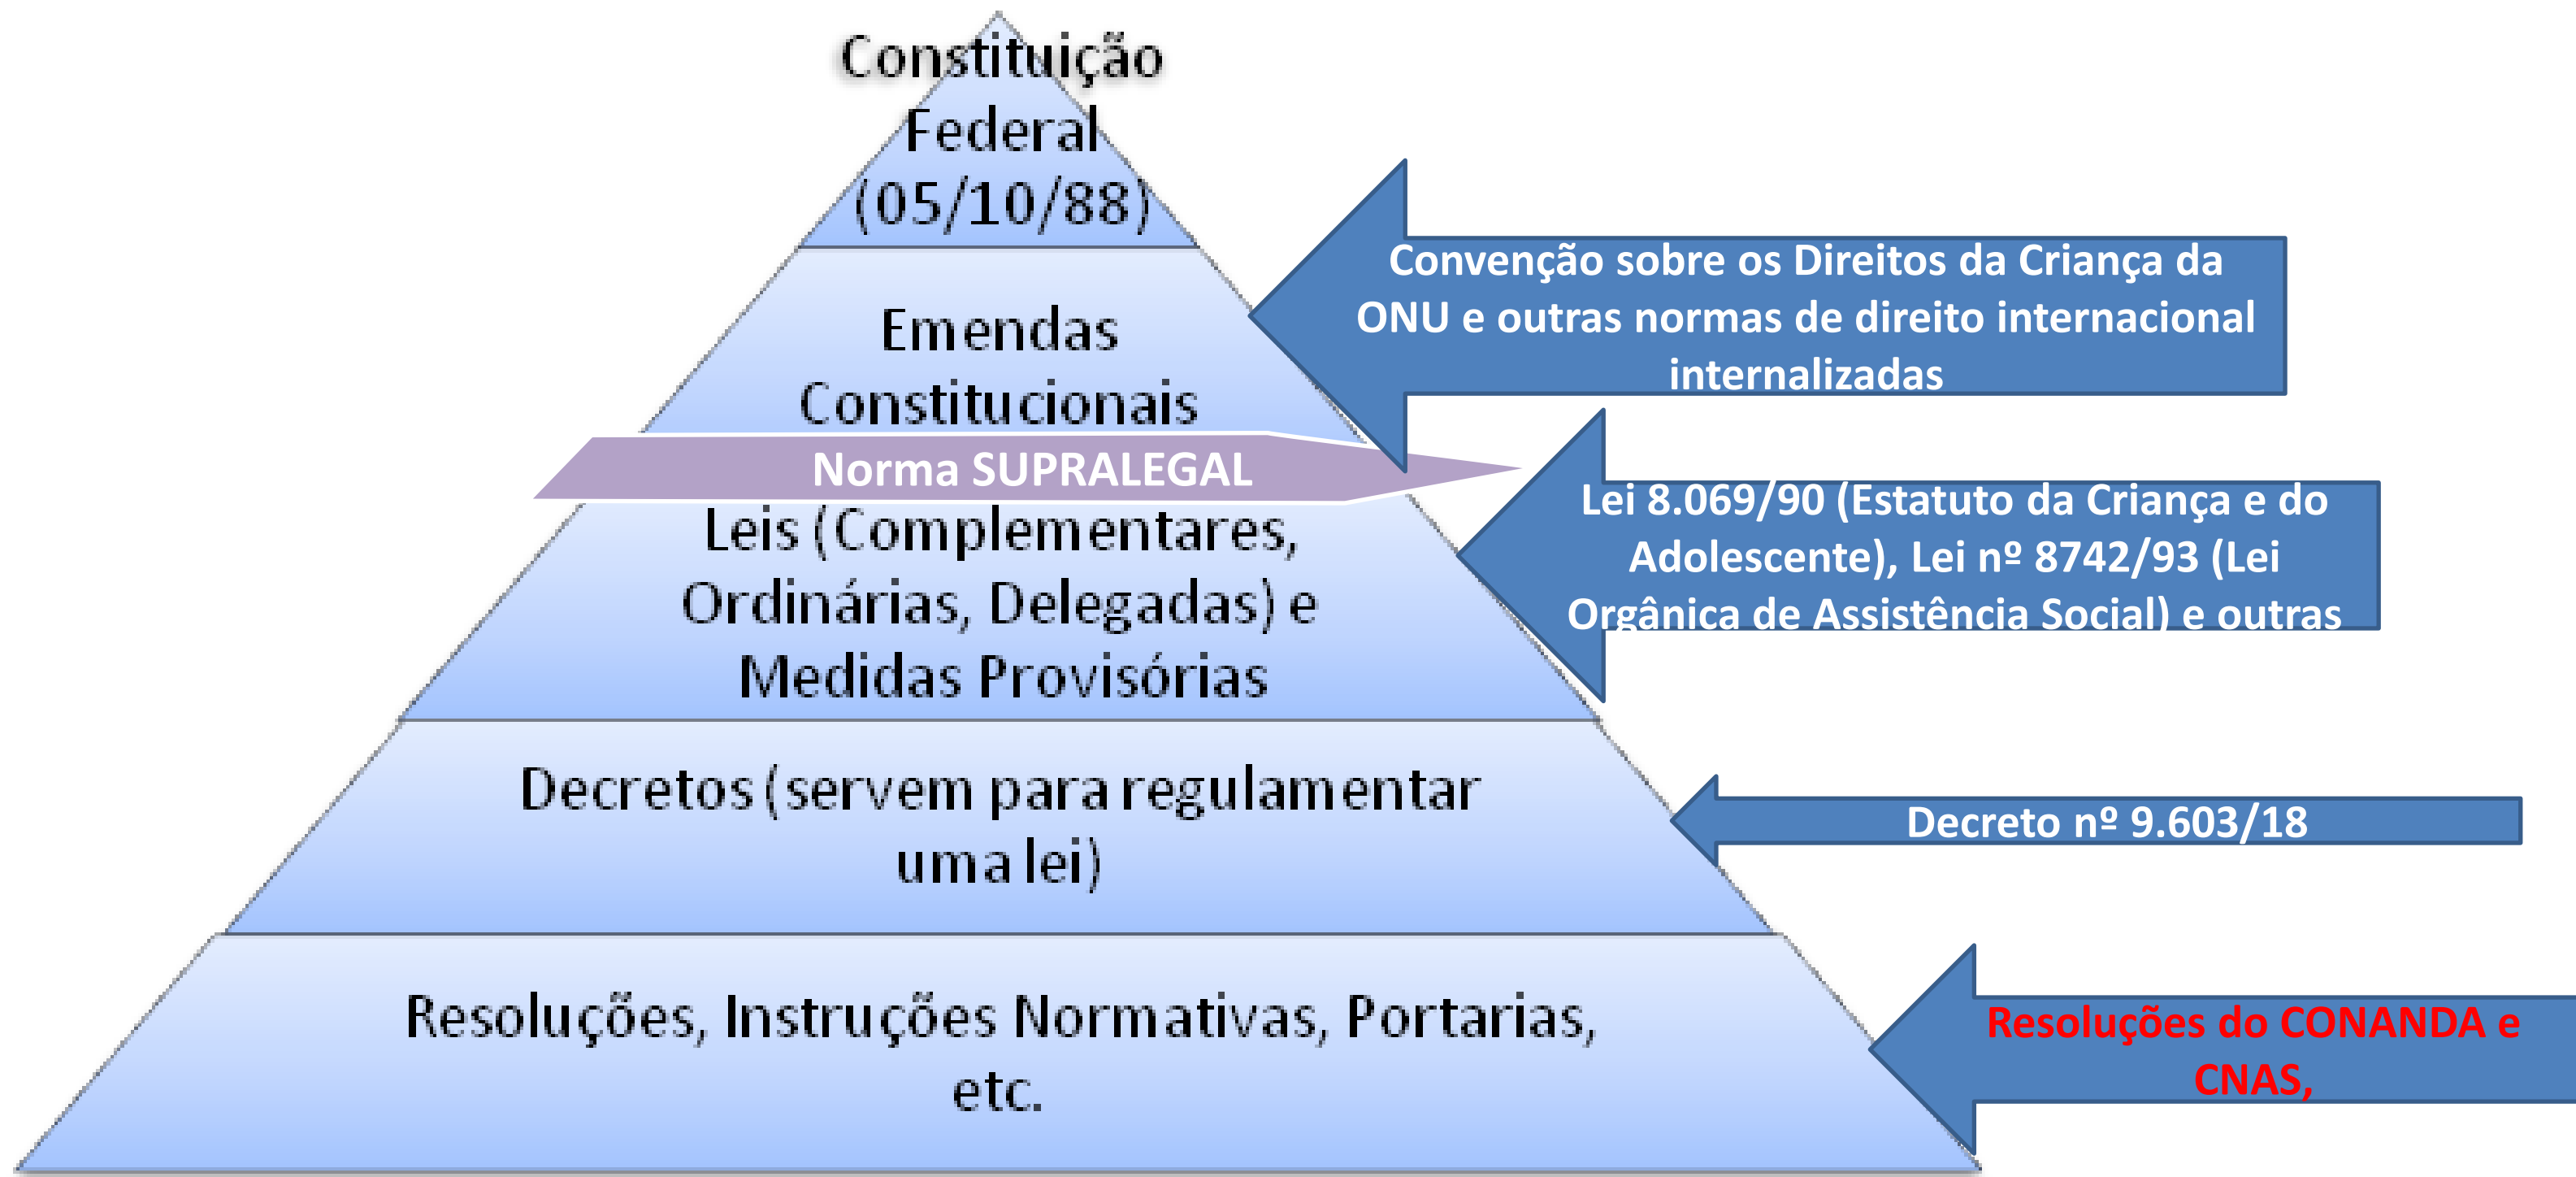 Constituição
Federal
(05/10/88)
Convenção sobre os Direitos da Criança da
ONU e outras normas de direito internacional
internalizadas
Emendas
Constitucionais
Norma SUPRALEGAL
Lei 8.069/90 (Estatuto da Criança e do
Adolescente), Lei nº 8742/93 (Lei
Orgânica de Assistência Social) e outras
Leis (Complementares,
Ordinárias, Delegadas) e
Medidas Provisórias
Decretos (servem para regulamentar
uma lei)
Decreto nº 9.603/18
Resoluções, Instruções Normativas, Portarias,
etc.
Resoluções do CONANDA e
CNAS,